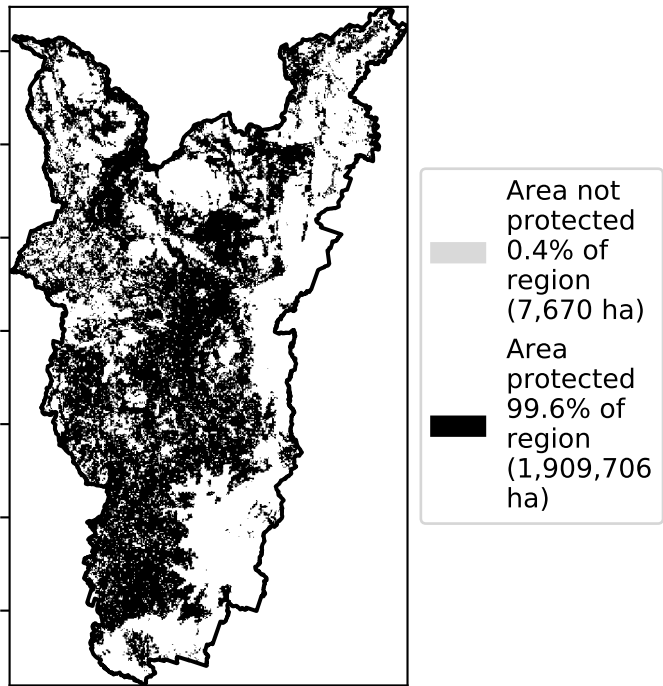 Area not
protected
0.4% of
region
(7,670 ha)
Area
protected
99.6% of
region
(1,909,706
ha)